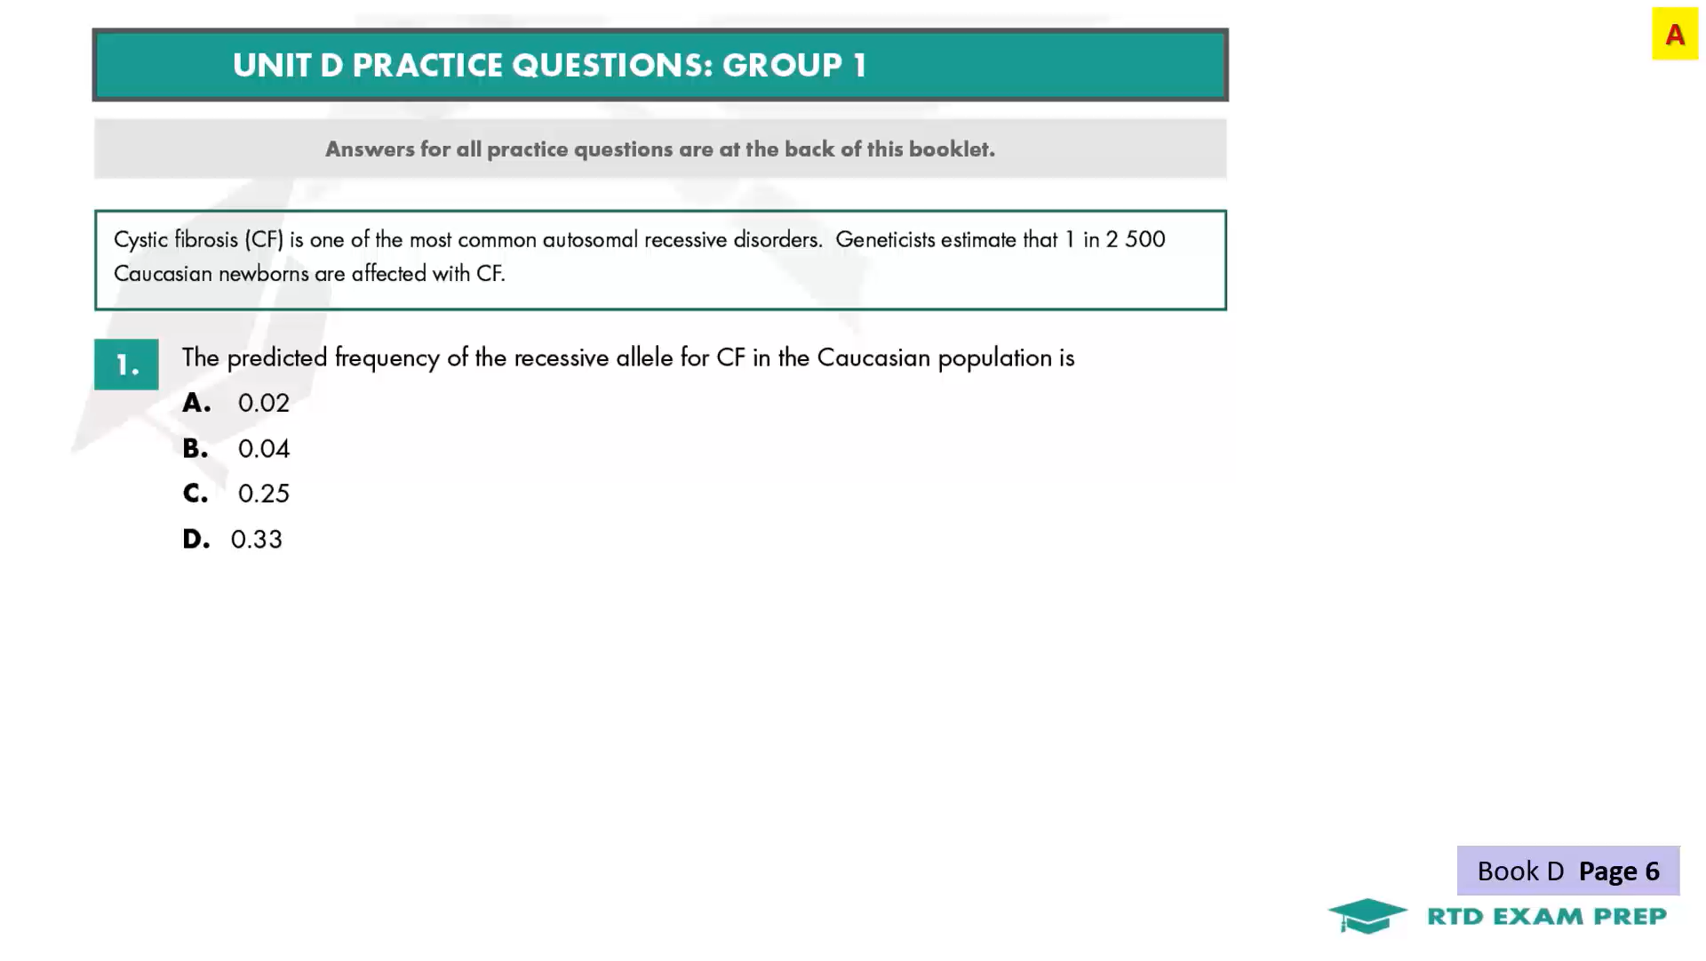 A
UNIT D PRACTICE QUESTIONS: GROUP 1
Answers for all practice questions are at the back of this booklet.
Cystic fibrosis (CF) is one of the most common autosomal recessive disorders.  Geneticists estimate that 1 in 2 500
Caucasian newborns are affected with CF.
1. The predicted frequency of the recessive allele for CF in the Caucasian population is
A. 0.02
B. 0.04
C. 0.25
D. 0.33
Book D Page 6
RTD EXAM PREP